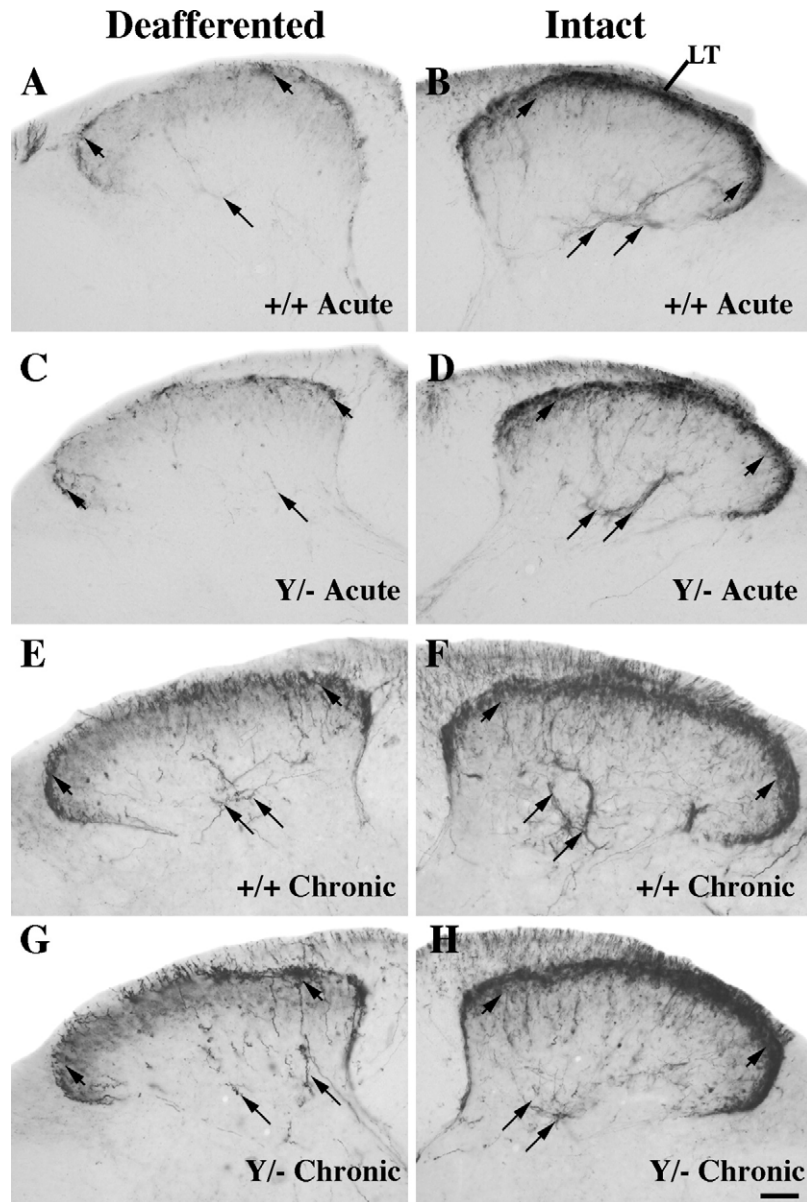 Deafferented Intact
A B LT
+/+ Acute +/+ Acute
C D
Y/- Acute Y/- Acute
E F
+/+ Chronic +/+ Chronic
G H
Y/- Chronic Y/- Chronic